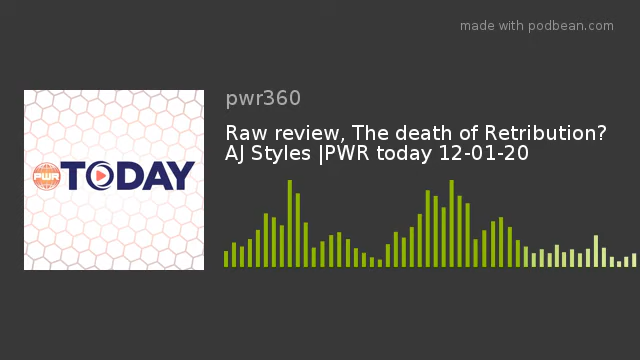 made with podbean.com
pwr360
Raw review, The death of Retribution?
AJ Styles |PWR today 12-01-20
PWR TODAY